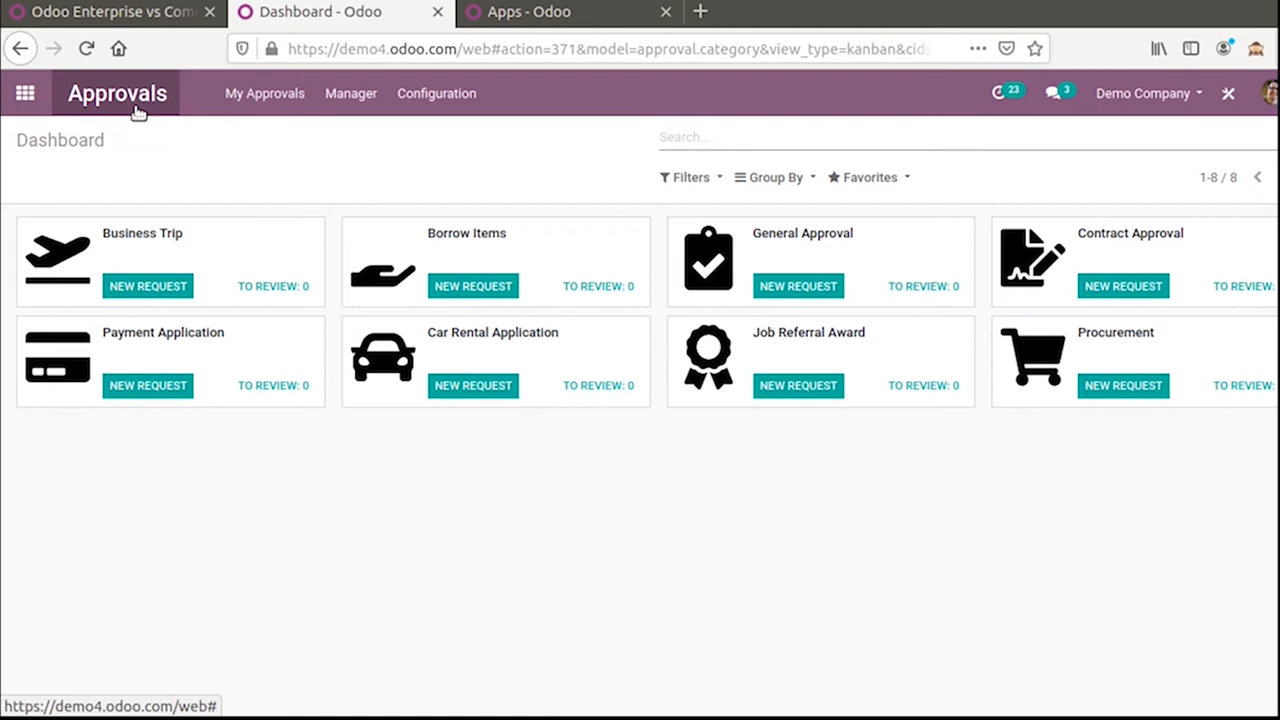 Odoo Enterprise vs Com
Dashboard - Odoo
Apps - Odoo
https://demo4.odoo.com/web#action=371&model=approval.category&view_type=kanban&cids
Approvals
My Approvals
Manager
Configuration
23
3
Demo Company
Dashboard
Search...
Filters
Group By
Favorites
1-8 / 8
Business Trip
NEW REQUEST
TO REVIEW: 0
Borrow Items
NEW REQUEST
TO REVIEW: 0
General Approval
NEW REQUEST
TO REVIEW: 0
Contract Approval
NEW REQUEST
TO REVIEW:
Payment Application
NEW REQUEST
TO REVIEW: 0
Car Rental Application
NEW REQUEST
TO REVIEW: 0
Job Referral Award
NEW REQUEST
TO REVIEW: 0
Procurement
NEW REQUEST
TO REVIEW:
https://demo4.odoo.com/web#